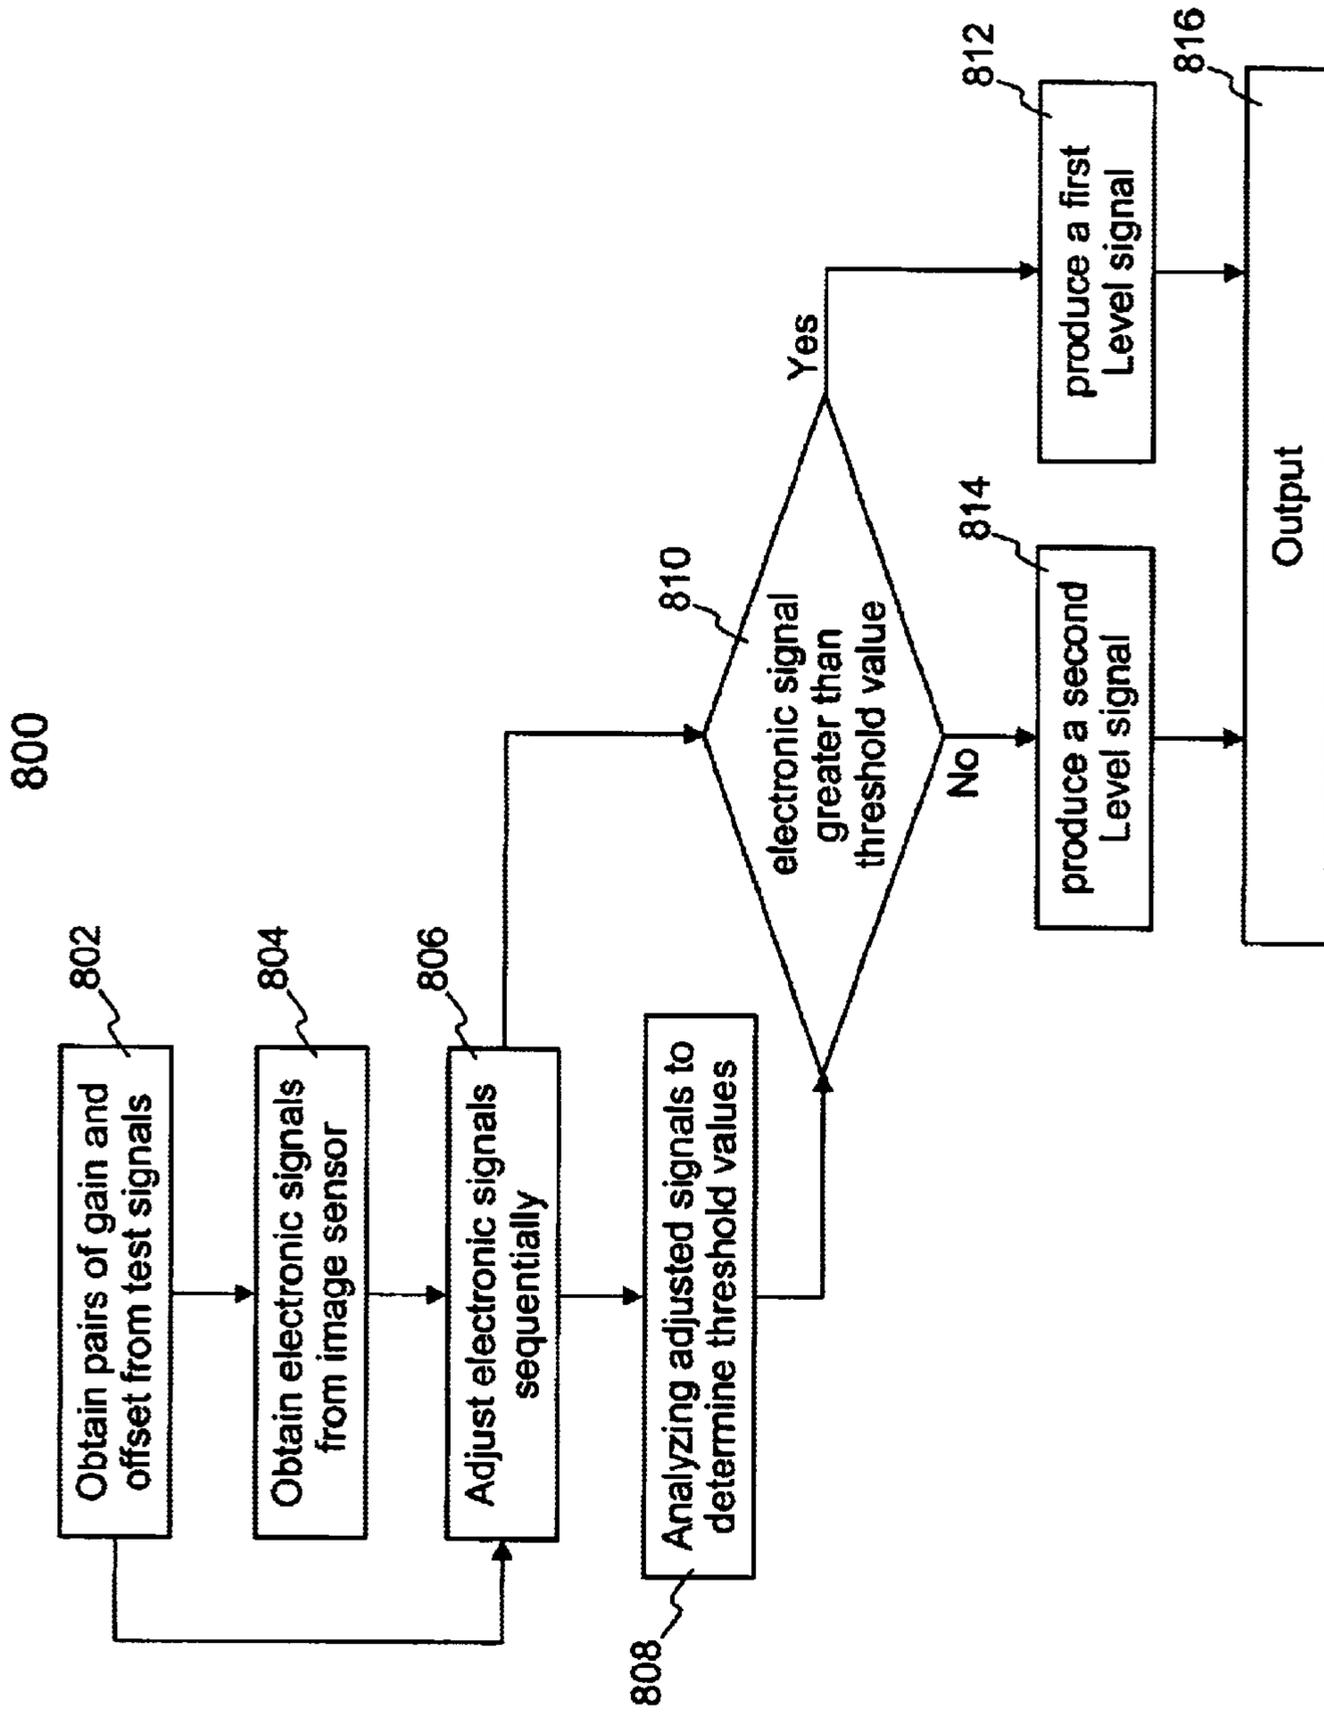 800
802
Obtain pairs of gain and
offset from test signals
804
Obtain electronic signals
from image sensor
806
Adjust electronic signals
sequentially
808
Analyzing adjusted signals to
determine threshold values
810
electronic signal
greater than
threshold value
Yes
No
812
produce a first
Level signal
814
produce a second
Level signal
816
Output